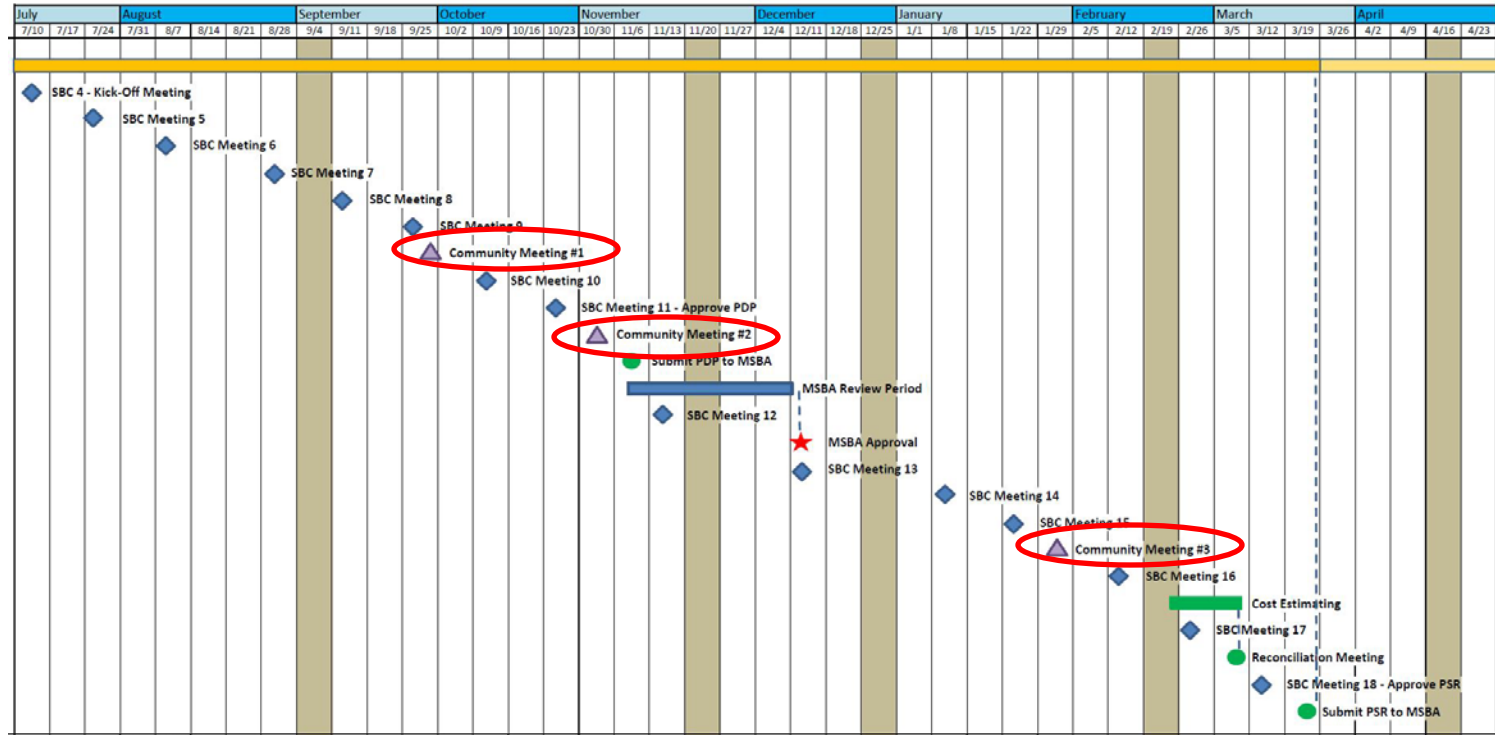 July August September October November December January February March April
7/10 7/17 7/24 7/31 8/7 8/14 8/21 8/28 9/4 9/11 9/18 9/25 10/2 10/9 10/16 10/23 10/30 11/6 11/13 11/20 11/27 12/4 12/11 12/18 12/25 1/1 1/8 1/15 1/22 1/29 2/5 2/12 2/19 2/26 3/5 3/12 3/19 3/26 4/2 4/9 4/16 4/23
SBC 4 - Kick-Off Meeting
SBC Meeting 5
SBC Meeting 6
SBC Meeting 7
SBC Meeting 8
SBC Meeting 9
Community Meeting #1
SBC Meeting 10
SBC Meeting 11 - Approve PDP
Community Meeting #2
Submit PDP to MSBA
MSBA Review Period
SBC Meeting 12
MSBA Approval
SBC Meeting 13
SBC Meeting 14
SBC Meeting 15
Community Meeting #3
SBC Meeting 16
Cost Estimating
SBC Meeting 17
Reconciliation Meeting
SBC Meeting 18 - Approve PSR
Submit PSR to MSBA